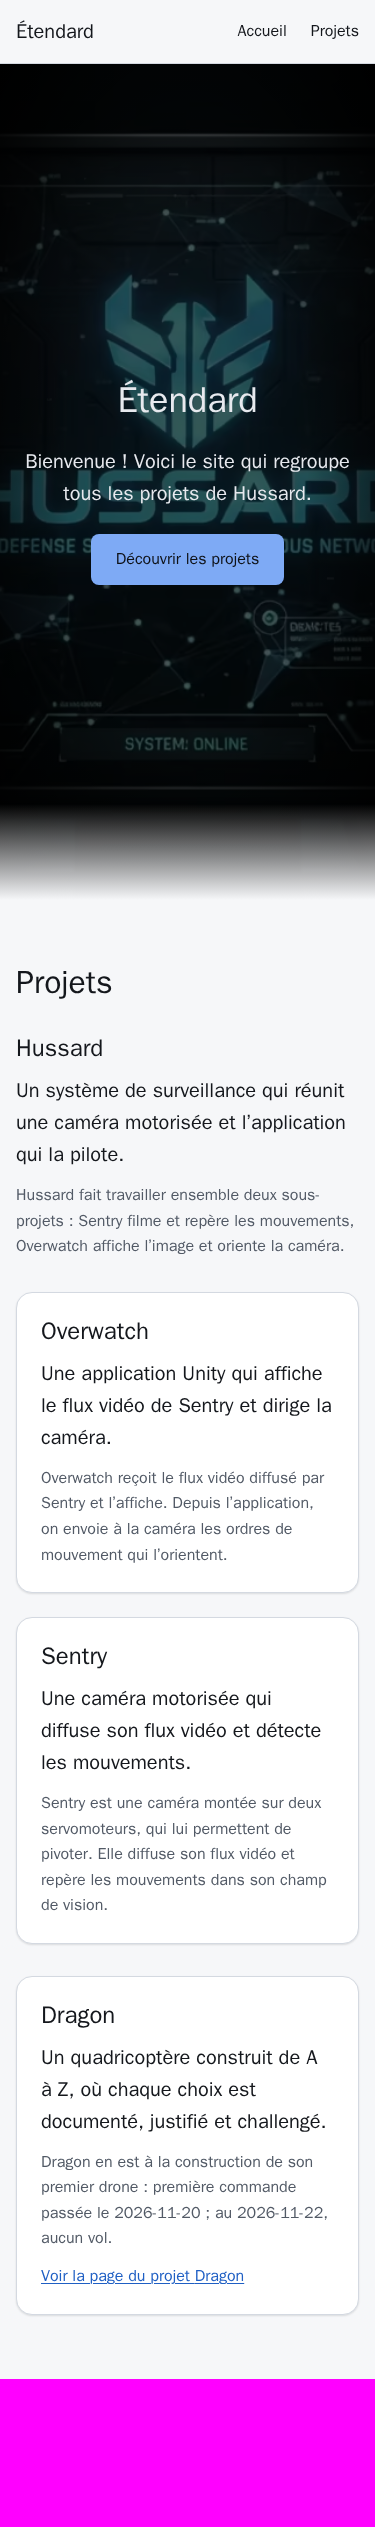 Étendard
Accueil
Projets
Étendard
Bienvenue ! Voici le site qui regroupe
tous les projets de Hussard.
HUSSARD
DEFENSE S
OUS NETW
Découvrir les projets
SYSTEM: ONLINE
Projets
Hussard
Un système de surveillance qui réunit
une caméra motorisée et l'application
qui la pilote.
Hussard fait travailler ensemble deux sous-
projets : Sentry filme et repère les mouvements,
Overwatch affiche l'image et oriente la caméra.
Overwatch
Une application Unity qui affiche
le flux vidéo de Sentry et dirige la
caméra.
Overwatch reçoit le flux vidéo diffusé par
Sentry et l'affiche. Depuis l'application,
on envoie à la caméra les ordres de
mouvement qui l'orientent.
Sentry
Une caméra motorisée qui
diffuse son flux vidéo et détecte
les mouvements.
Sentry est une caméra montée sur deux
servomoteurs, qui lui permettent de
pivoter. Elle diffuse son flux vidéo et
repère les mouvements dans son champ
de vision.
Dragon
Un quadricoptère construit de A
à Z, où chaque choix est
documenté, justifié et challengé.
Dragon en est à la construction de son
premier drone : première commande
passée le 2026-11-20 ; au 2026-11-22,
aucun vol.
Voir la page du projet Dragon